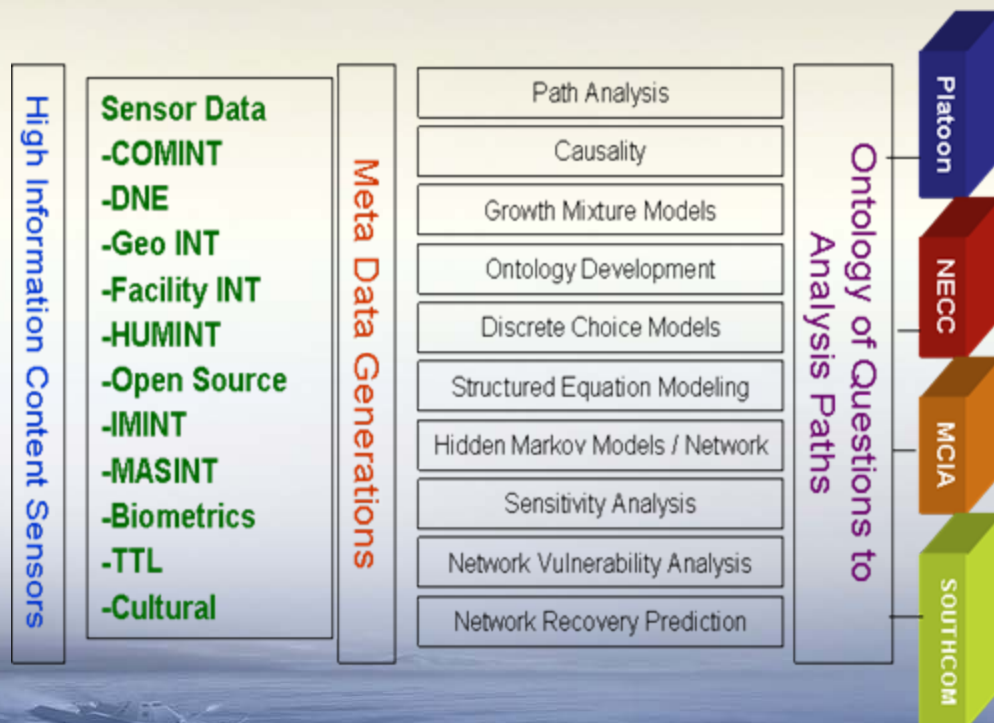 High Information Content Sensors
Sensor Data
-COMINT
-DNE
-Geo INT
-Facility INT
-HUMINT
-Open Source
-IMINT
-MASINT
-Biometrics
-TTL
-Cultural
Meta Data Generations
Path Analysis
Causality
Growth Mixture Models
Ontology Development
Discrete Choice Models
Structured Equation Modeling
Hidden Markov Models / Network
Sensitivity Analysis
Network Vulnerability Analysis
Network Recovery Prediction
Ontology of Questions to
Analysis Paths
Platoon
NECC
MCIA
SOUTHCOM